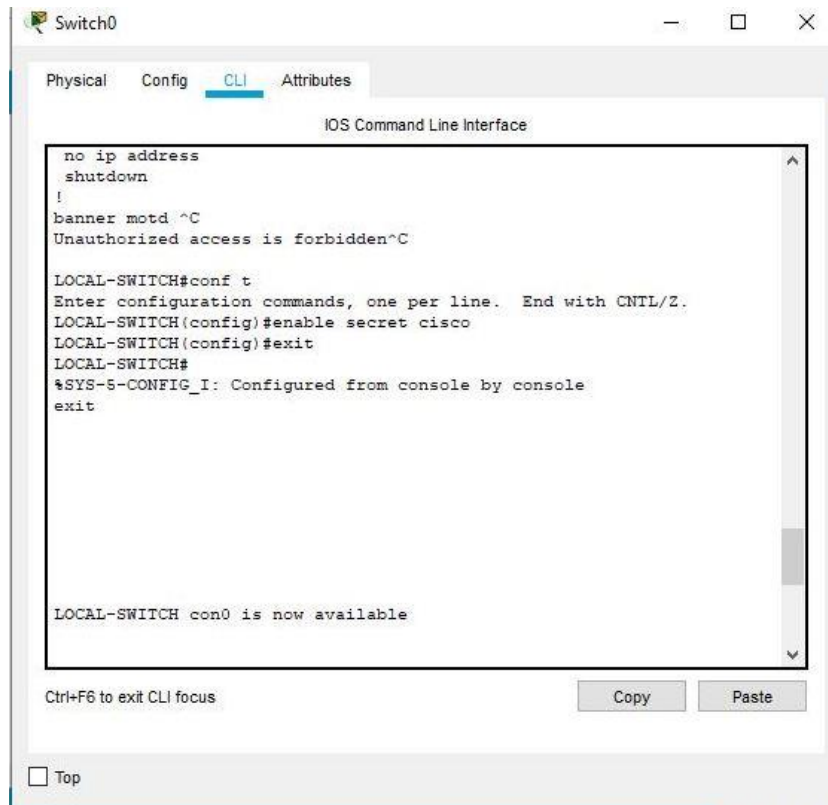 Switch0
Physical Config CLI Attributes
IOS Command Line Interface
no ip address
shutdown
!
banner motd ^C
Unauthorized access is forbidden^C
LOCAL-SWITCH#conf t
Enter configuration commands, one per line. End with CNTL/Z.
LOCAL-SWITCH(config)#enable secret cisco
LOCAL-SWITCH(config)#exit
LOCAL-SWITCH#
%SYS-5-CONFIG_I: Configured from console by console
exit
LOCAL-SWITCH con0 is now available
Ctrl+F6 to exit CLI focus
Copy Paste
Top